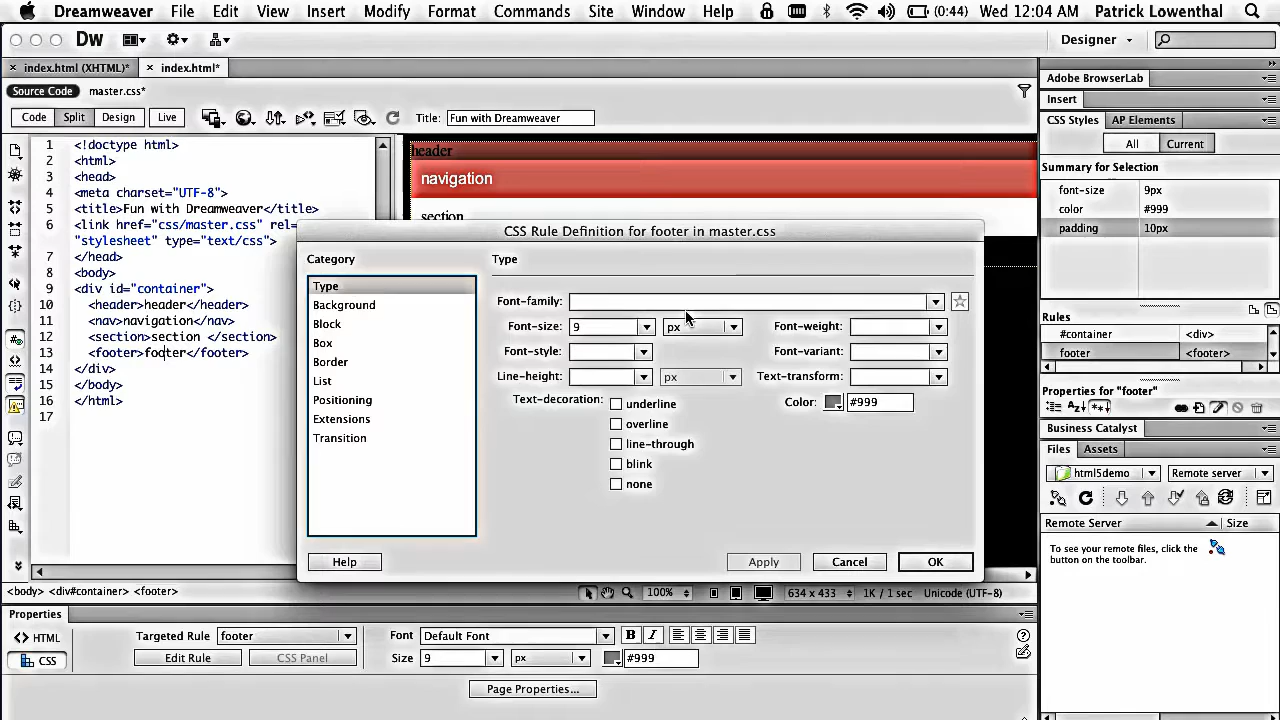 Dreamweaver File Edit View Insert Modify Format Commands Site Window Help (0:44) Wed 12:04 AM Patrick Lowenthal
Dw Designer
index.html (XHTML)* index.html*
Source Code master.css*
Code Split Design Live Title: Fun with Dreamweaver
1 <!doctype html>
2 <html>
3 <head>
4 <meta charset="UTF-8">
5 <title>Fun with Dreamweaver</title>
6 <link href="css/master.css" rel=
"stylesheet" type="text/css">
7 </head>
8 <body>
9 <div id="container">
10 <header>header</header>
11 <nav>navigation</nav>
12 <section>section </section>
13 <footer>footer</footer>
14 </div>
15 </body>
16 </html>
17
header
navigation
section
CSS Rule Definition for footer in master.css
Category
Type
Background
Block
Box
Border
List
Positioning
Extensions
Transition
Type
Font-family:
Font-size: 9 px Font-weight:
Font-style: Font-variant:
Line-height: px Text-transform:
Text-decoration: underline Color: #999
overline
line-through
blink
none
Help Apply Cancel OK
Adobe BrowserLab
Insert
CSS Styles AP Elements
All Current
Summary for Selection
font-size 9px
color #999
padding 10px
Rules
#container <div>
footer <footer>
Properties for "footer"
Business Catalyst
Files Assets
html5demo Remote server
Remote Server Size
To see your remote files, click the
button on the toolbar.
<body> <div#container> <footer> 100% 634 x 433 1K / 1 sec Unicode (UTF-8)
Properties
HTML Targeted Rule footer Font Default Font B I
CSS Edit Rule CSS Panel Size 9 px #999
Page Properties...